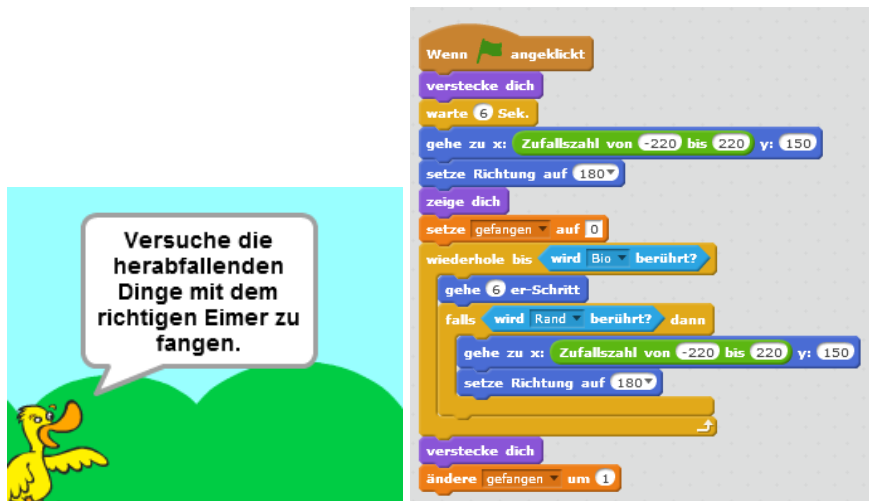 Versuche die
herabfallenden
Dinge mit dem
richtigen Eimer zu
fangen.
Wenn angeklickt
verstecke dich
warte 6 Sek.
gehe zu x: Zufallszahl von -220 bis 220 y: 150
setze Richtung auf 180
zeige dich
setze gefangen auf 0
wiederhole bis wird Bio berührt?
gehe 6 er-Schritt
falls wird Rand berührt? dann
gehe zu x: Zufallszahl von -220 bis 220 y: 150
setze Richtung auf 180
verstecke dich
ändere gefangen um 1